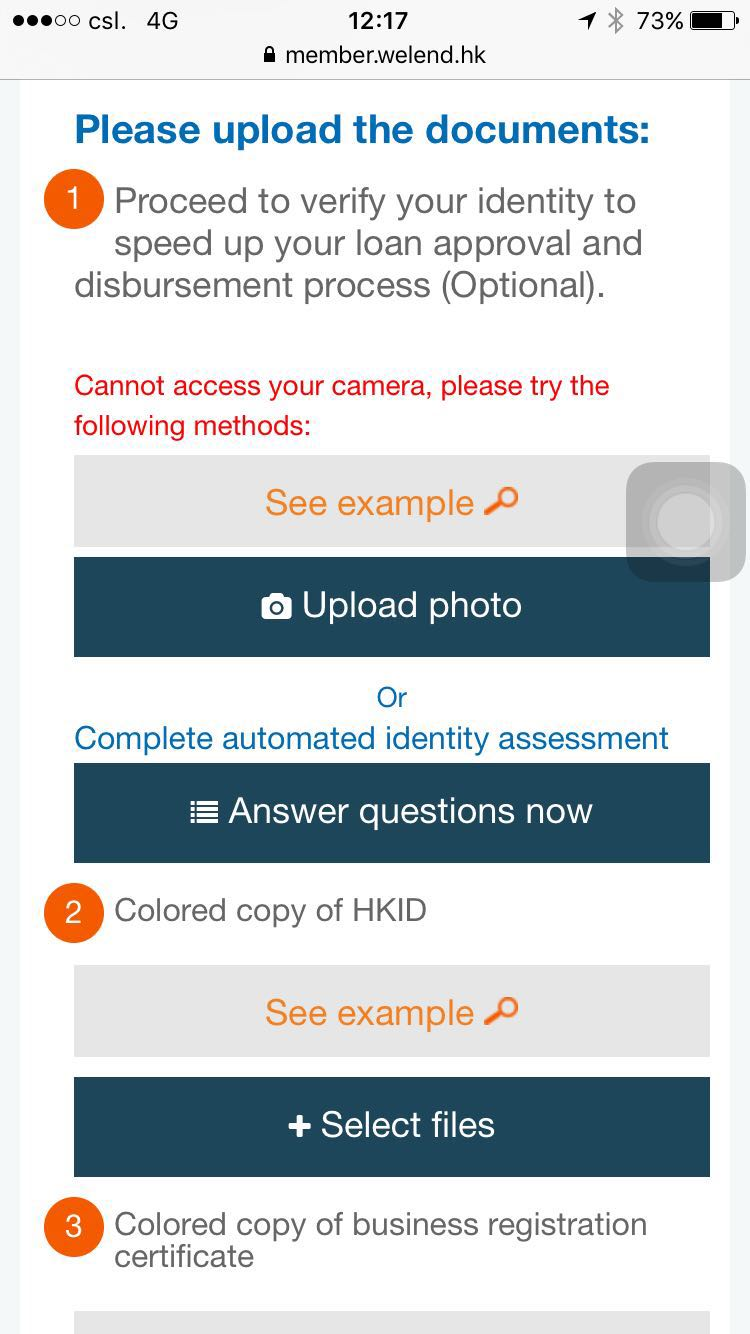 csl. 4G 12:17 73%
member.welend.hk
Please upload the documents:
1 Proceed to verify your identity to
speed up your loan approval and
disbursement process (Optional).
Cannot access your camera, please try the
following methods:
See example
Upload photo
Or
Complete automated identity assessment
Answer questions now
2 Colored copy of HKID
See example
+ Select files
3 Colored copy of business registration
certificate